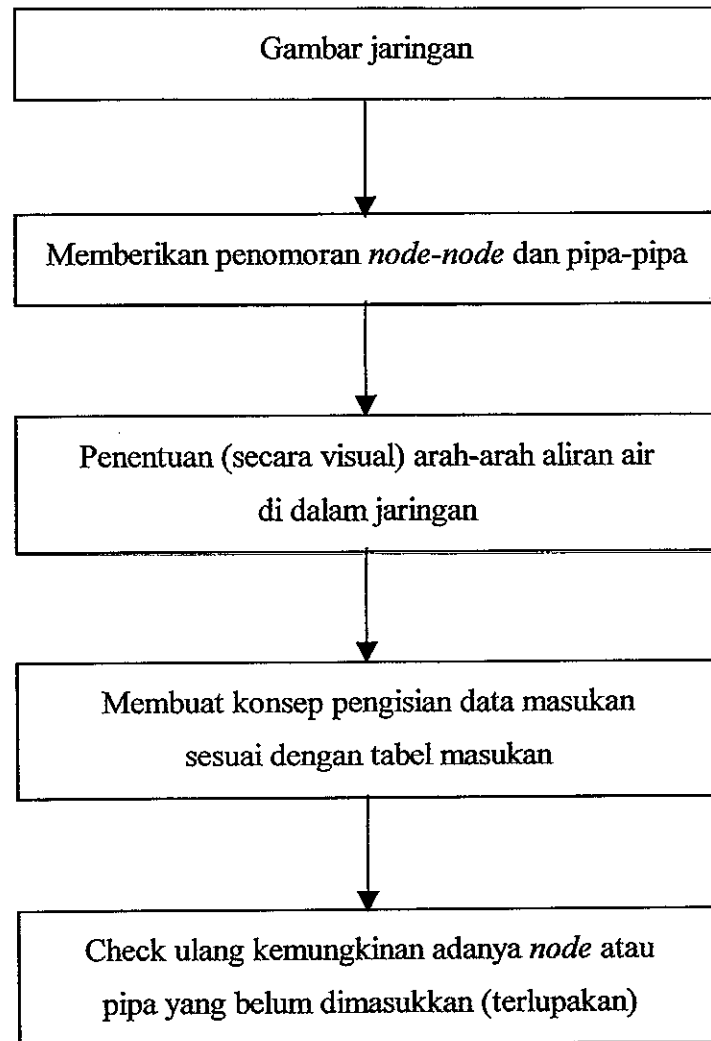 Gambar jaringan
Memberikan penomoran node-node dan pipa-pipa
Penentuan (secara visual) arah-arah aliran air
di dalam jaringan
Membuat konsep pengisian data masukan
sesuai dengan tabel masukan
Check ulang kemungkinan adanya node atau
pipa yang belum dimasukkan (terlupakan)